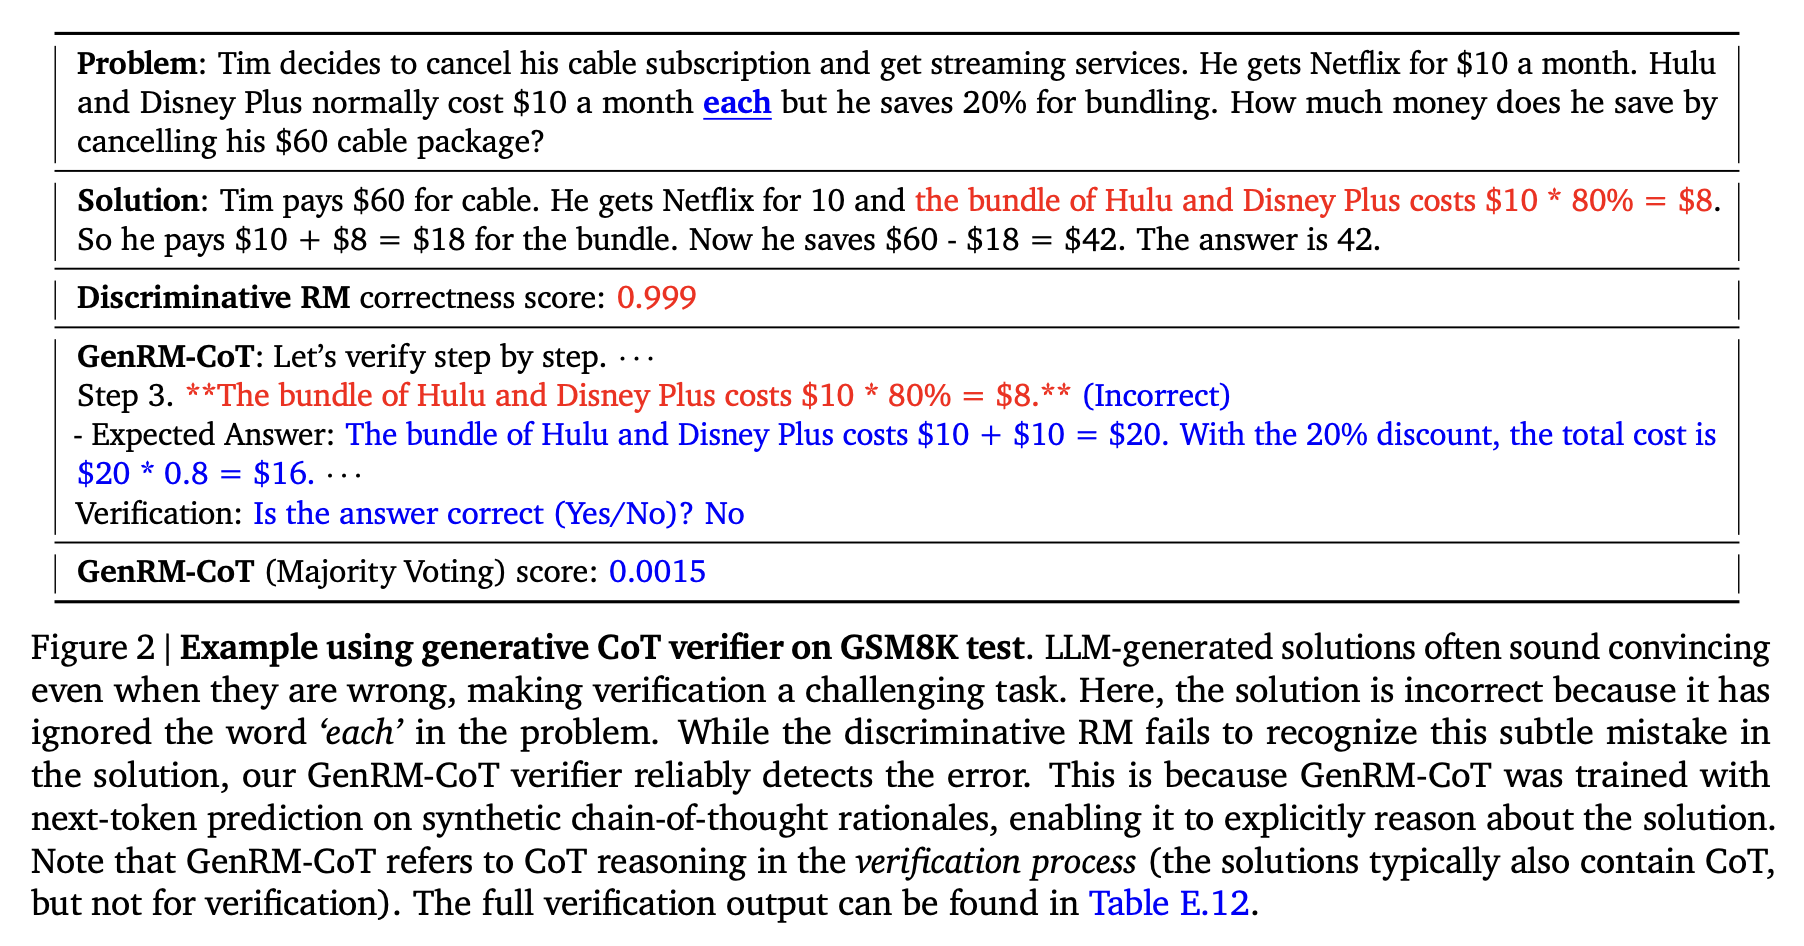 Problem: Tim decides to cancel his cable subscription and get streaming services. He gets Netflix for $10 a month. Hulu
and Disney Plus normally cost $10 a month each but he saves 20% for bundling. How much money does he save by
cancelling his $60 cable package?
Solution: Tim pays $60 for cable. He gets Netflix for 10 and the bundle of Hulu and Disney Plus costs $10 * 80% = $8.
So he pays $10 + $8 = $18 for the bundle. Now he saves $60 - $18 = $42. The answer is 42.
Discriminative RM correctness score: 0.999
GenRM-CoT: Let’s verify step by step. · · ·
Step 3. **The bundle of Hulu and Disney Plus costs $10 * 80% = $8.** (Incorrect)
- Expected Answer: The bundle of Hulu and Disney Plus costs $10 + $10 = $20. With the 20% discount, the total cost is
$20 * 0.8 = $16. · · ·
Verification: Is the answer correct (Yes/No)? No
GenRM-CoT (Majority Voting) score: 0.0015
Figure 2 | Example using generative CoT verifier on GSM8K test. LLM-generated solutions often sound convincing
even when they are wrong, making verification a challenging task. Here, the solution is incorrect because it has
ignored the word ‘each’ in the problem. While the discriminative RM fails to recognize this subtle mistake in
the solution, our GenRM-CoT verifier reliably detects the error. This is because GenRM-CoT was trained with
next-token prediction on synthetic chain-of-thought rationales, enabling it to explicitly reason about the solution.
Note that GenRM-CoT refers to CoT reasoning in the verification process (the solutions typically also contain CoT,
but not for verification). The full verification output can be found in Table E.12.